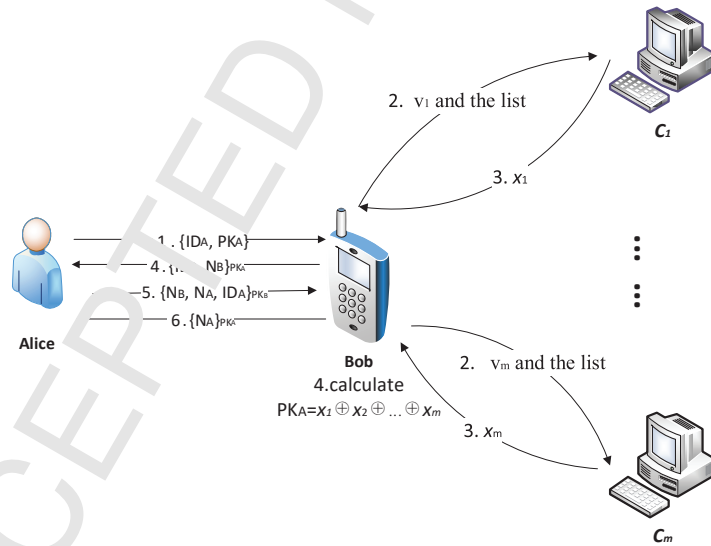 CEPTED
2. v1 and the list
C1
3. x1
1.{IDA, PKA}
4.{ NB}PKA
5.{NB, NA, IDA}PKB
6.{NA}PKA
Alice
Bob
4.calculate
PKA=x1⊕x2⊕...⊕xm
2. vm and the list
3. xm
Cm